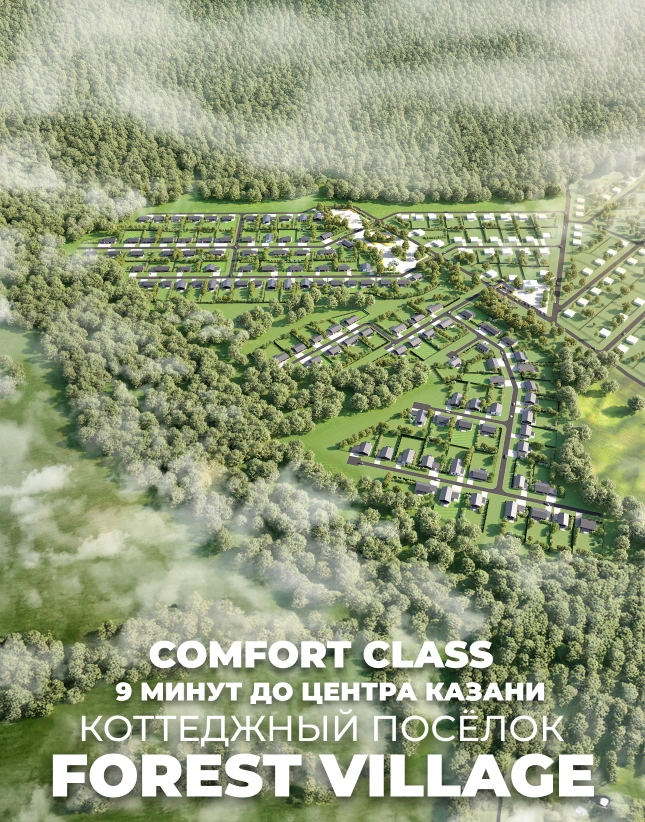 COMFORT CLASS
9 МИНУТ ДО ЦЕНТРА КАЗАНИ
КОТТЕДЖНЫЙ ПОСЁЛОК
FOREST VILLAGE